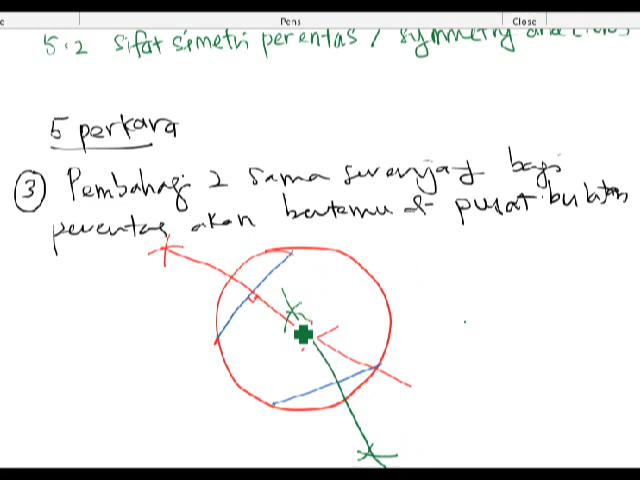 Pens Close
5.2 Sifat simetri perentas / symmetry
5 perkara
③ Pembahagi 2 sama serenjang bagi
perentas akan bertemu di pusat bulatan